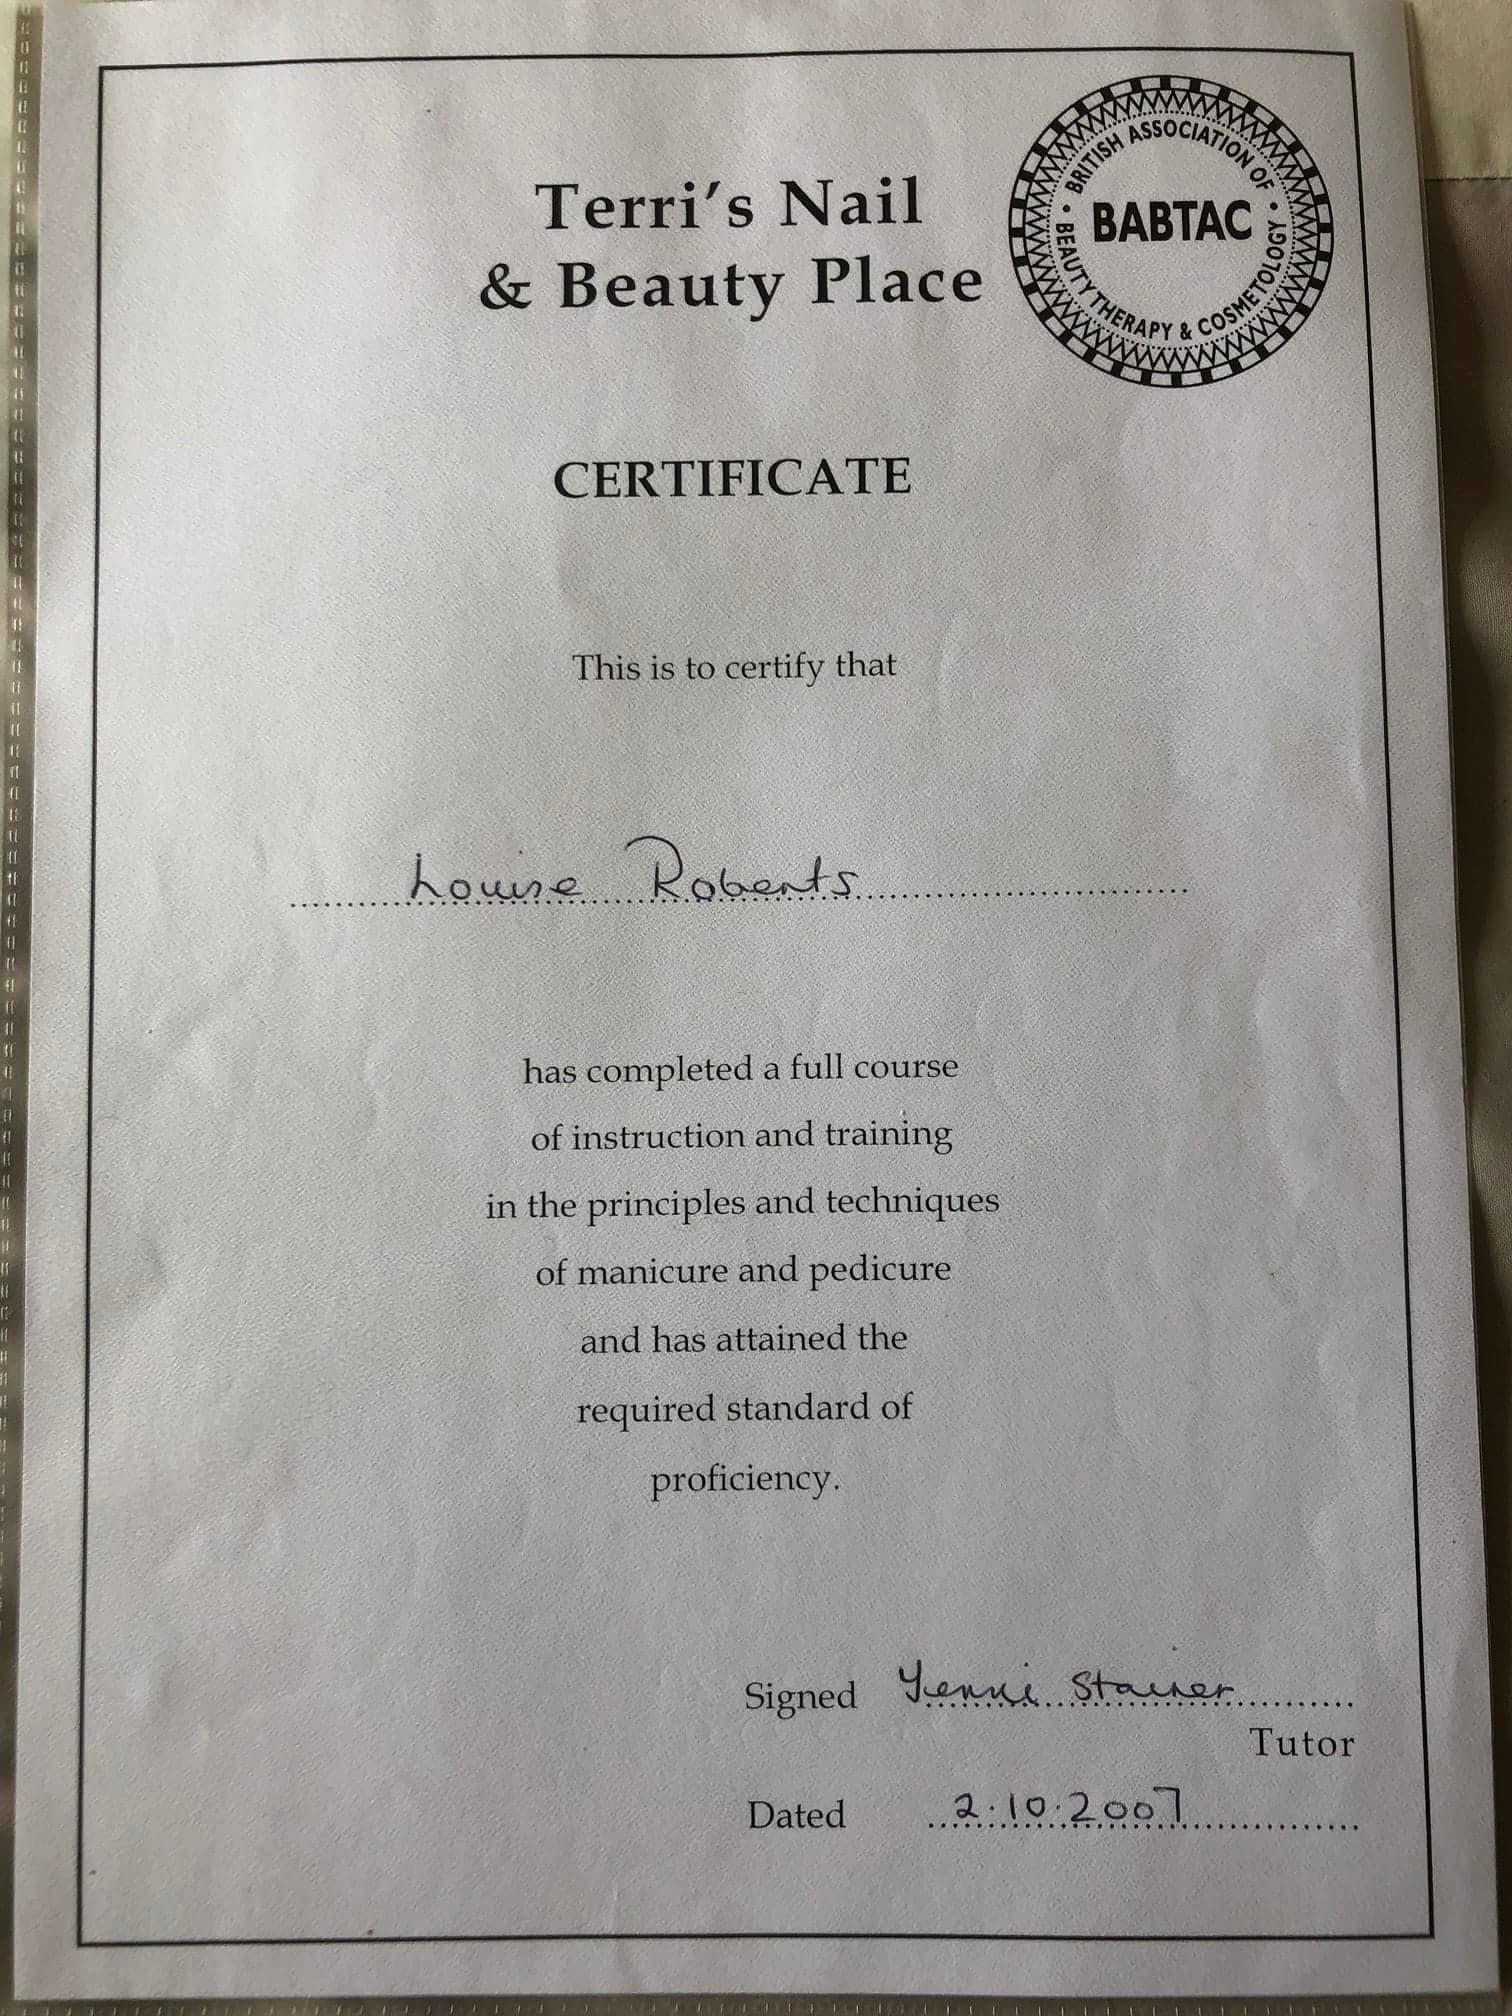 Terri's Nail
& Beauty Place
BRITISH ASSOCIATION OF
BABTAC
BEAUTY THERAPY & COSMETOLOGY
CERTIFICATE
This is to certify that
Louise Roberts
has completed a full course
of instruction and training
in the principles and techniques
of manicure and pedicure
and has attained the
required standard of
proficiency.
Signed Yenni Stainer
Tutor
Dated 2.10.2007